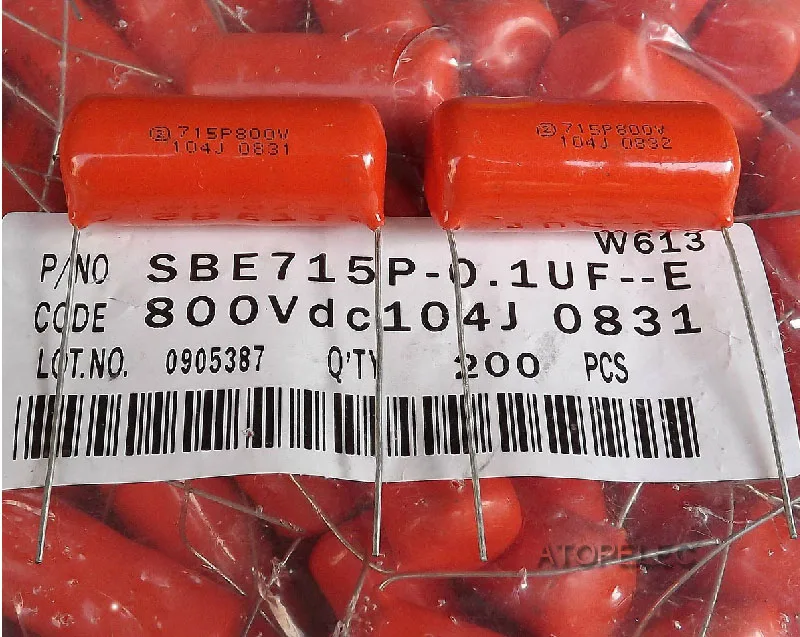 715P800V
104J 0831
715P800V
104J 0832
W613
P/NO SBE715P-0.1UF--E
CODE 800Vdc104J 0831
LOT.NO. 0905387 Q'TY 200 PCS
ATOPELEC